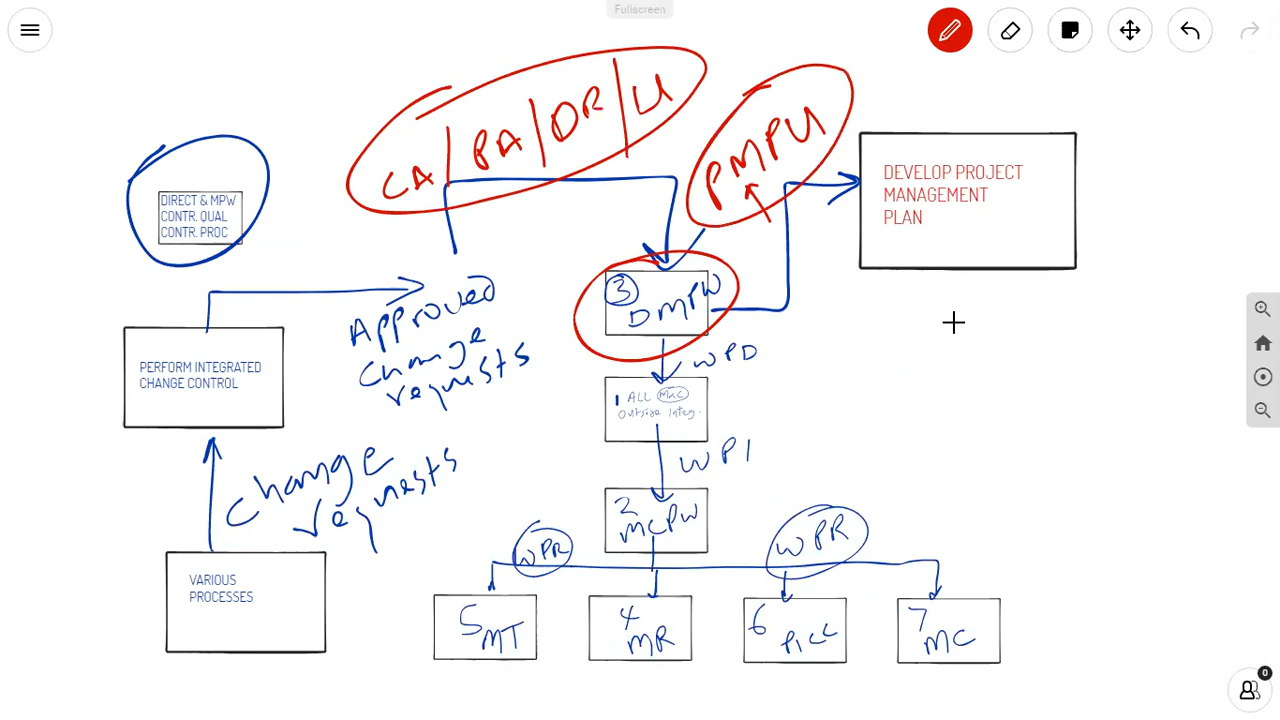 Fullscreen
CA/PA/DR/U
PMPU
DIRECT & MPW
CONTR. QUAL
CONTR. PROC
DEVELOP PROJECT
MANAGEMENT
PLAN
3
DMPW
Approved
change
requests
WPD
PERFORM INTEGRATED
CHANGE CONTROL
1 ALL M&C
Outside Integ.
WPI
change
requests
2
MCPW
WPR
WPR
VARIOUS
PROCESSES
5 MT
4 MR
6 PICC
7 MC
0